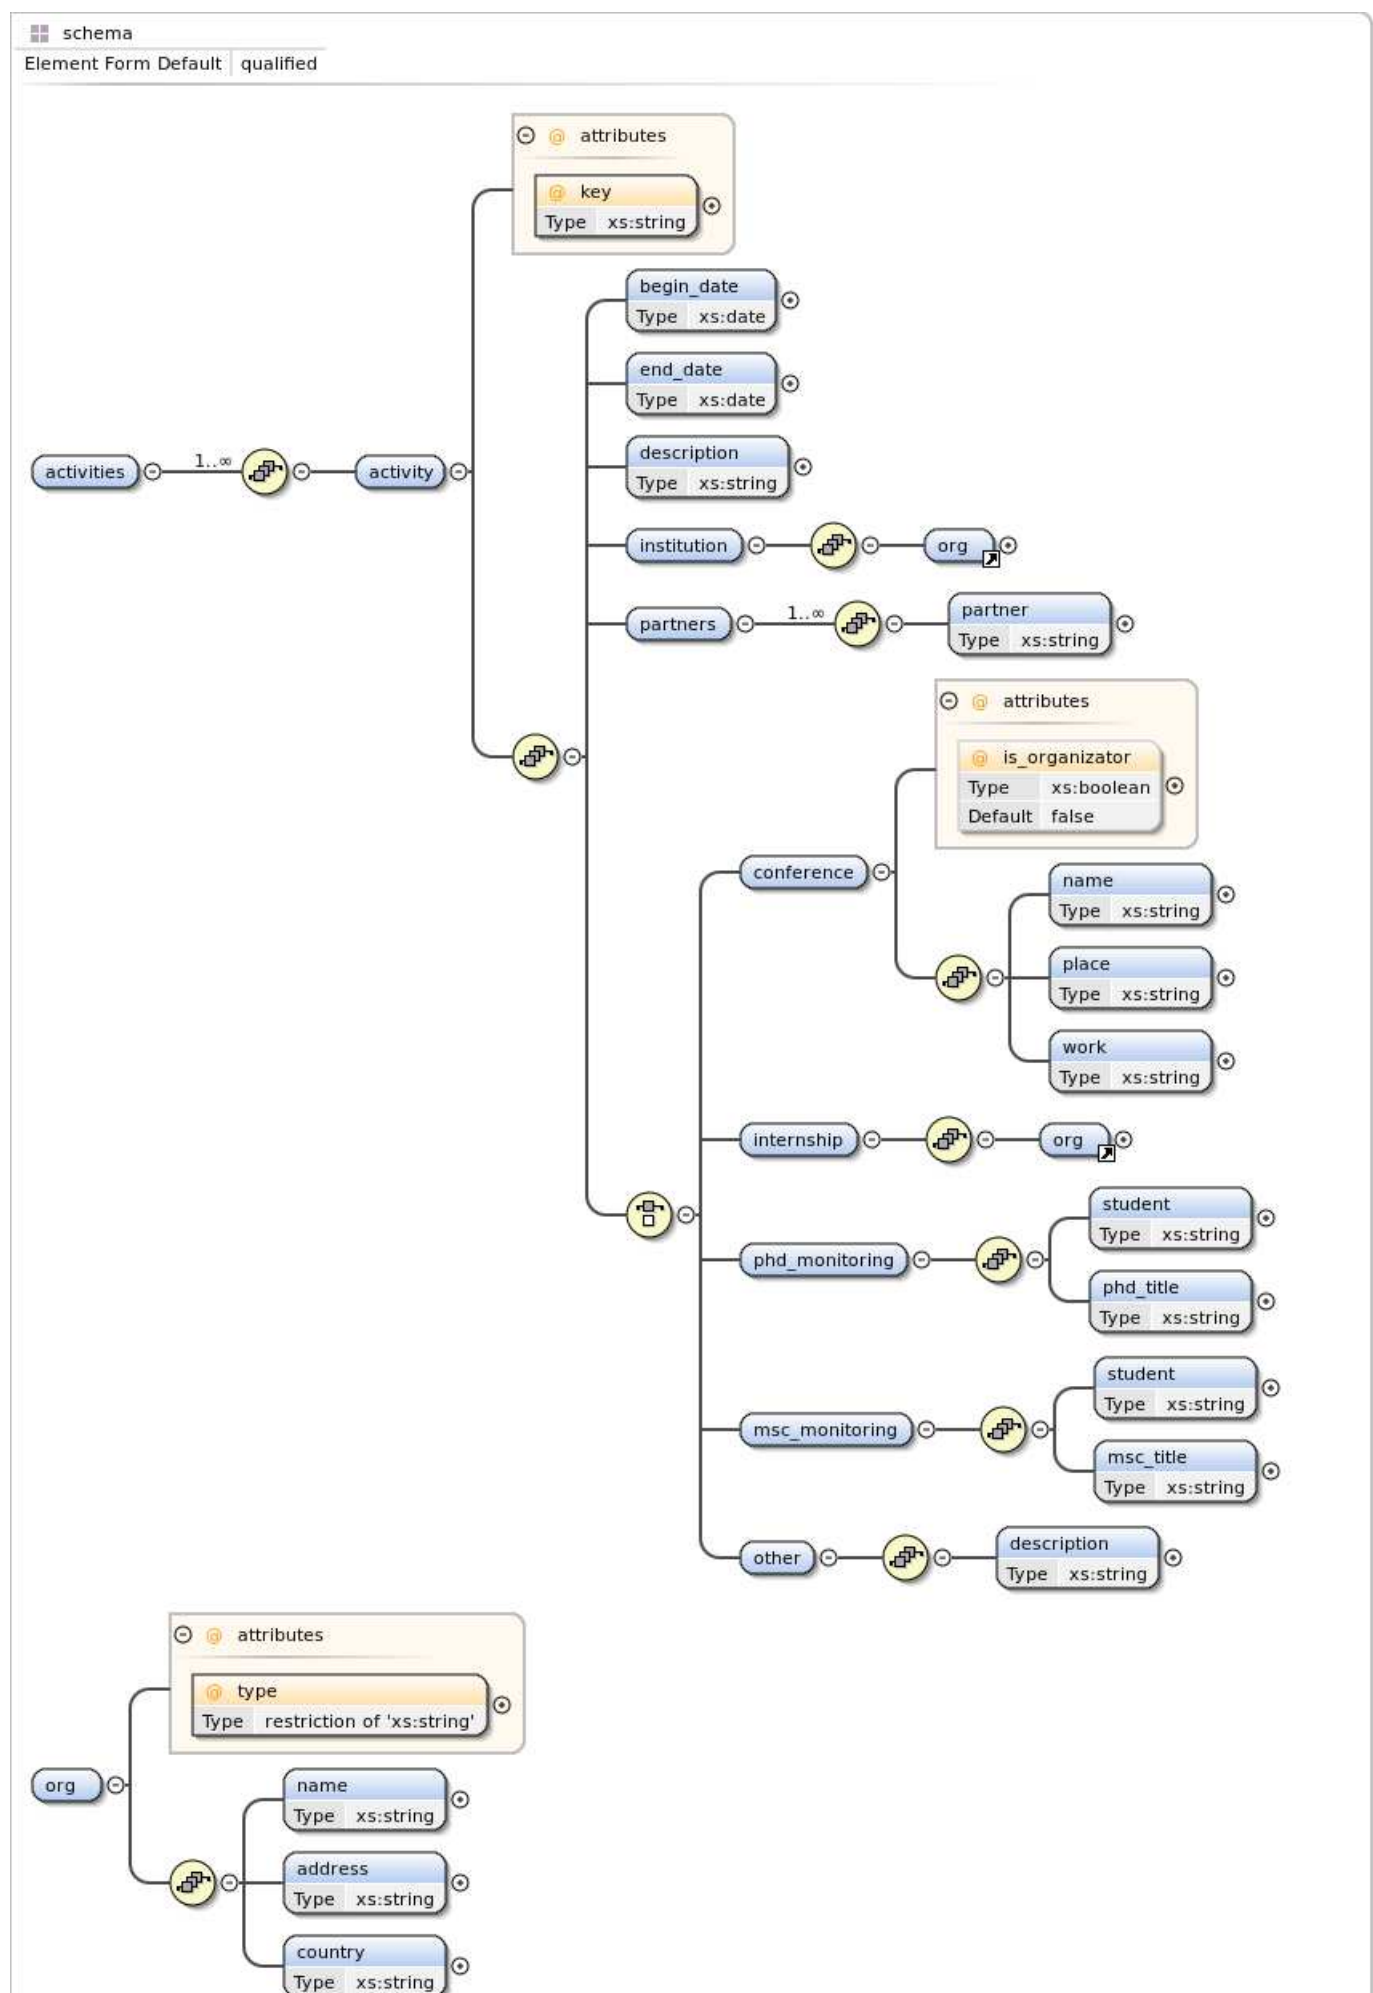 schema
Element Form Default qualified
@ attributes
@ key
Type xs:string
begin_date
Type xs:date
end_date
Type xs:date
description
Type xs:string
activities 1..∞ activity
institution org
partners 1..∞ partner
Type xs:string
@ attributes
@ is_organizator
Type xs:boolean
Default false
conference
name
Type xs:string
place
Type xs:string
work
Type xs:string
internship org
student
Type xs:string
phd_monitoring
phd_title
Type xs:string
student
Type xs:string
msc_monitoring
msc_title
Type xs:string
other
description
Type xs:string
@ attributes
@ type
Type restriction of 'xs:string'
org
name
Type xs:string
address
Type xs:string
country
Type xs:string